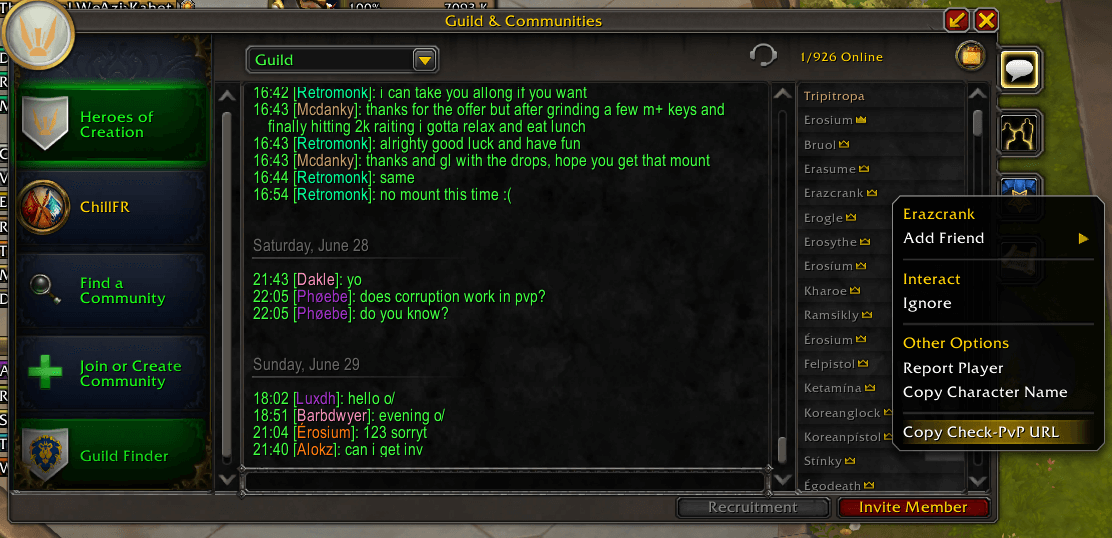 100%
7093 K
Guild & Communities
Guild
1/926 Online
Heroes of
Creation
ChillFR
Find a
Community
Join or Create
Community
Guild Finder
16:42 [Retromonk]: i can take you allong if you want
16:43 [Mcdanky]: thanks for the offer but after grinding a few m+ keys and
finally hitting 2k raiting i gotta relax and eat lunch
16:43 [Retromonk]: alrighty good luck and have fun
16:43 [Mcdanky]: thanks and gl with the drops, hope you get that mount
16:44 [Retromonk]: same
16:54 [Retromonk]: no mount this time :(
Saturday, June 28
21:43 [Dakle]: yo
22:05 [Phøebe]: does corruption work in pvp?
22:05 [Phøebe]: do you know?
Sunday, June 29
18:02 [Luxdh]: hello o/
18:51 [Barbdwyer]: evening o/
21:04 [Érosium]: 123 sorryt
21:40 [Alokz]: can i get inv
Tripitropa
Erosium
Bruol
Erasume
Erazcrank
Erogle
Erosythe
Erosíum
Kharoe
Ramsikly
Érosium
Felpistol
Ketamína
Koreanglock
Koreanpístol
Stínky
Égodeath
Erazcrank
Add Friend
Interact
Ignore
Other Options
Report Player
Copy Character Name
Copy Check-PvP URL
Recruitment
Invite Member